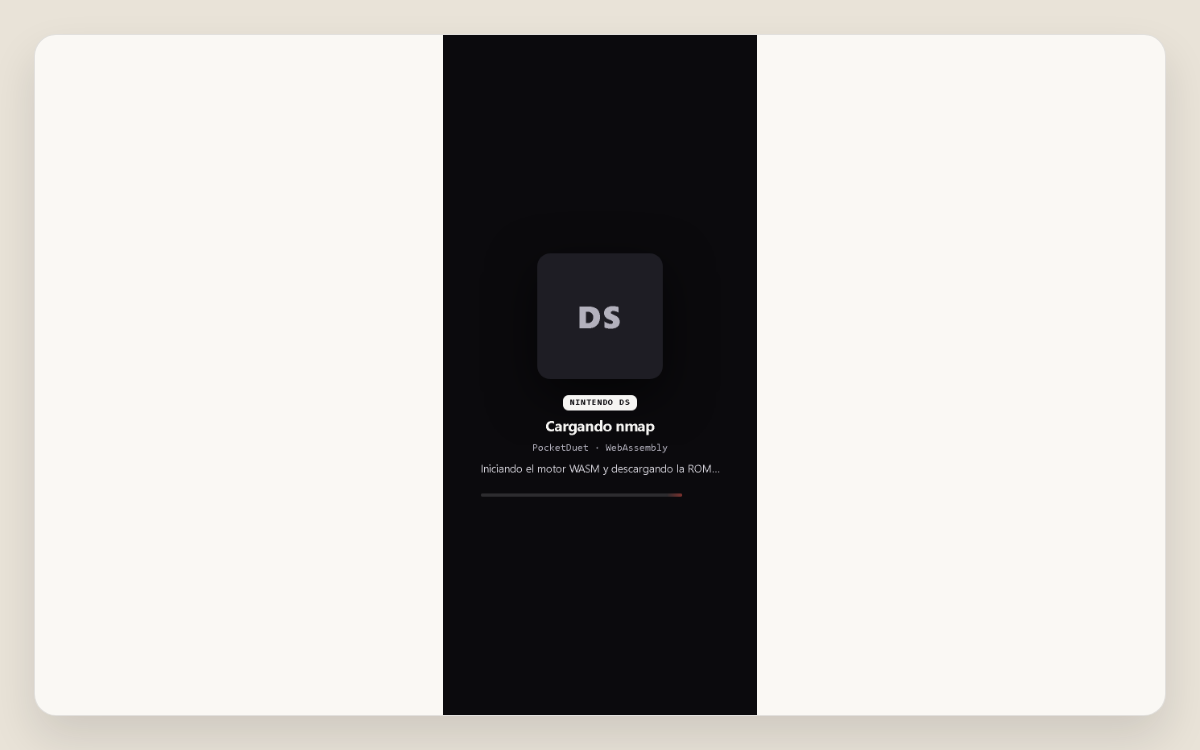 DS
NINTENDO DS
Cargando nmap
PocketDuet · WebAssembly
Iniciando el motor WASM y descargando la ROM...